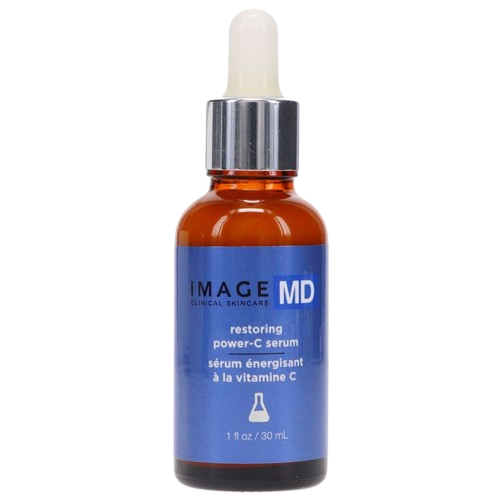 IMAGE MD
CLINICAL SKINCARE
restoring
power-C serum
sérum énergisant
à la vitamine C
1 fl oz / 30 mL